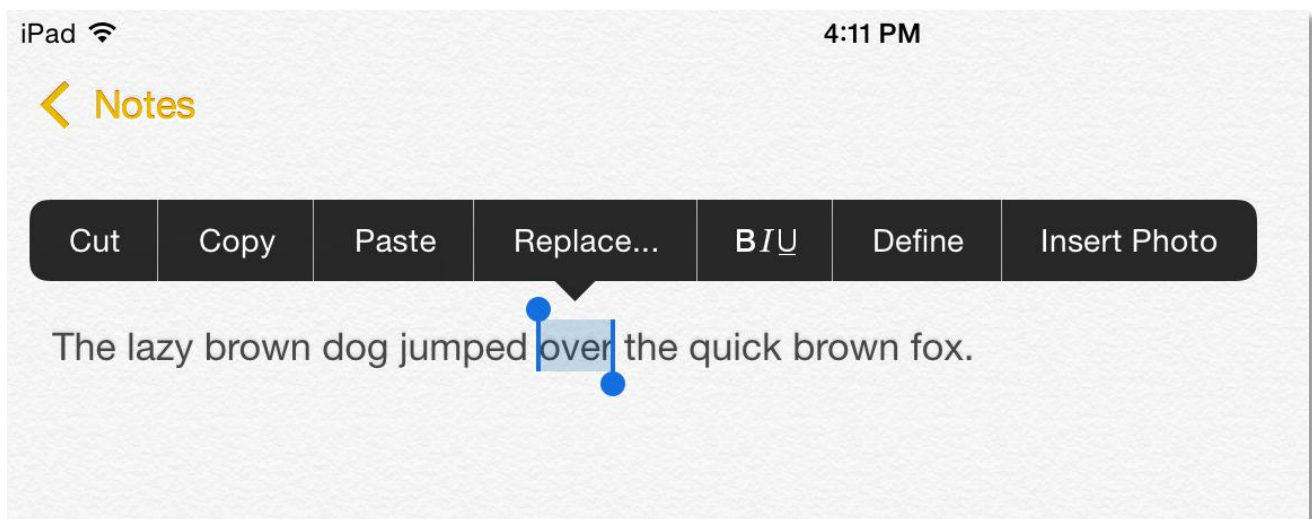 iPad 4:11 PM
Notes
Cut Copy Paste Replace... BIU Define Insert Photo
The lazy brown dog jumped over the quick brown fox.